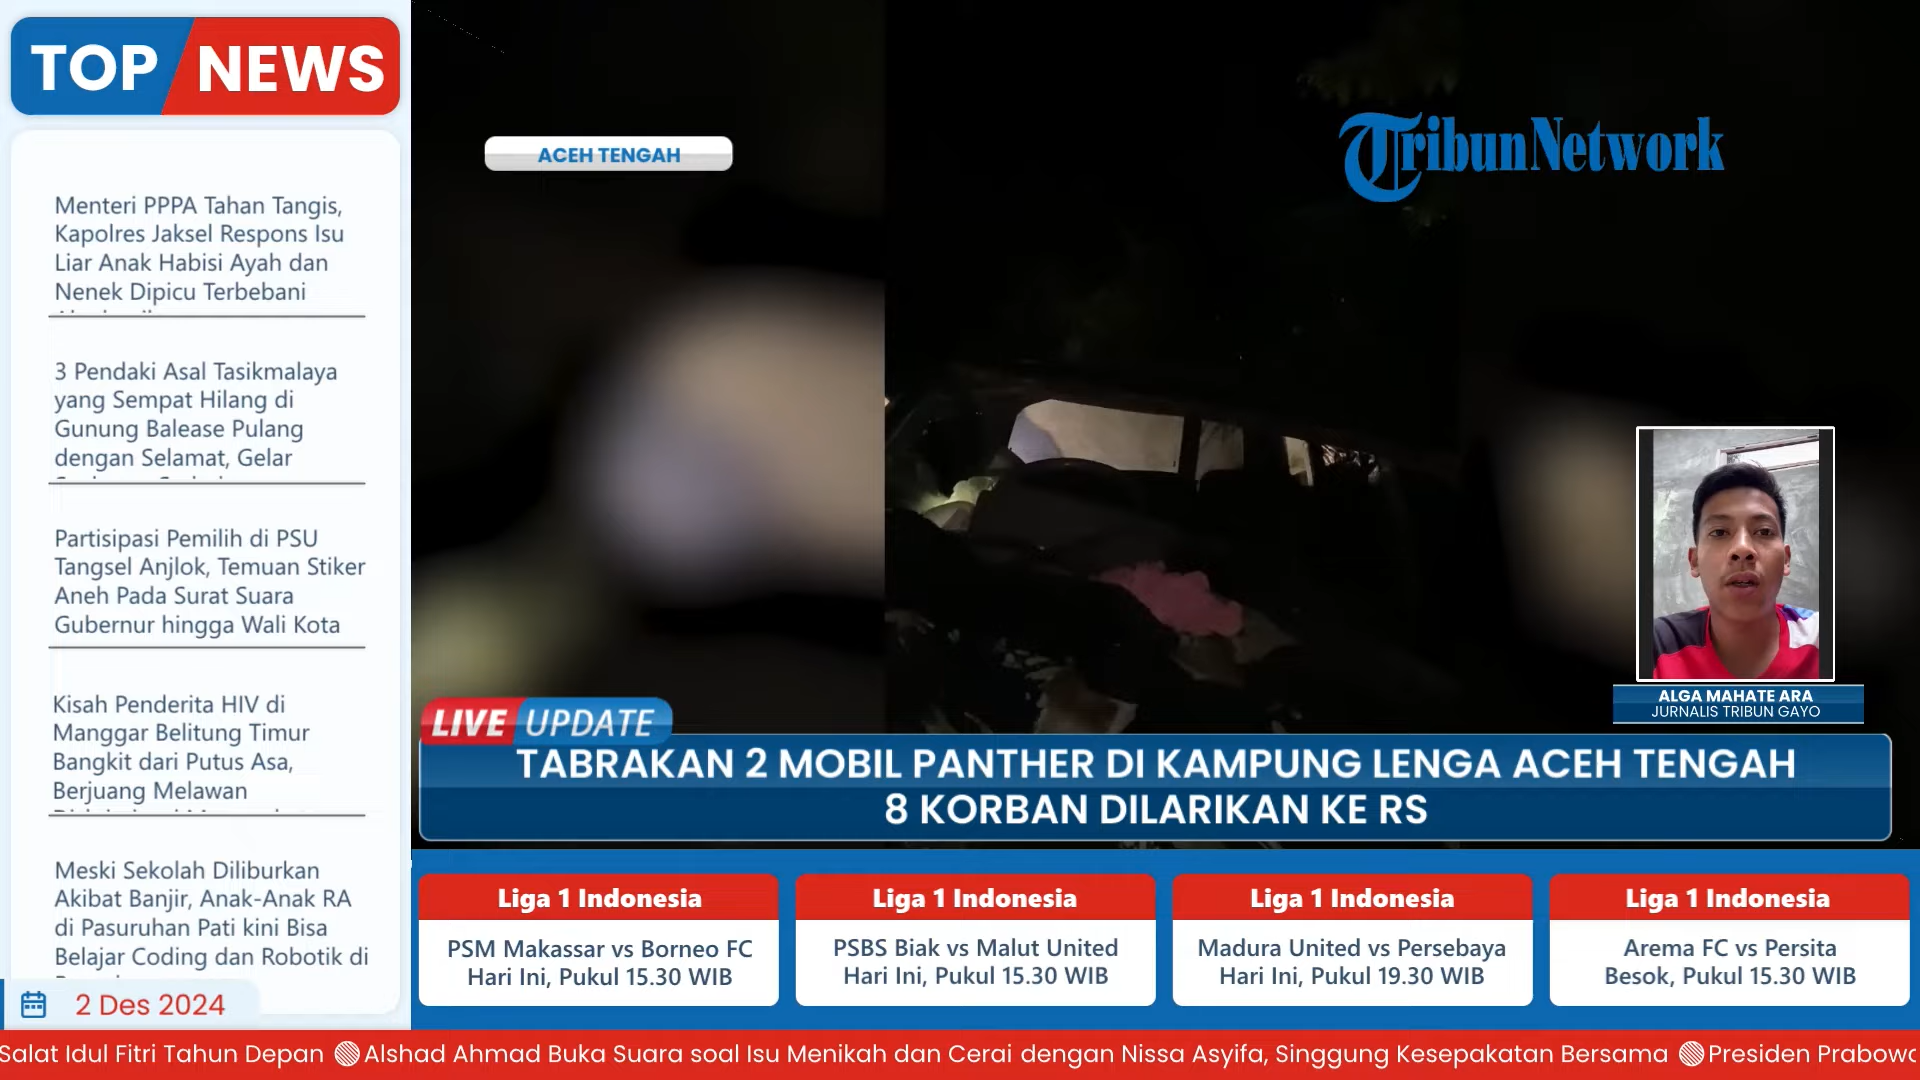 TOP NEWS
Menteri PPPA Tahan Tangis,
Kapolres Jaksel Respons Isu
Liar Anak Habisi Ayah dan
Nenek Dipicu Terbebani
3 Pendaki Asal Tasikmalaya
yang Sempat Hilang di
Gunung Balease Pulang
dengan Selamat, Gelar
Partisipasi Pemilih di PSU
Tangsel Anjlok, Temuan Stiker
Aneh Pada Surat Suara
Gubernur hingga Wali Kota
Kisah Penderita HIV di
Manggar Belitung Timur
Bangkit dari Putus Asa,
Berjuang Melawan
Meski Sekolah Diliburkan
Akibat Banjir, Anak-Anak RA
di Pasuruhan Pati kini Bisa
Belajar Coding dan Robotik di
2 Des 2024
ACEH TENGAH
TribunNetwork
ALGA MAHATE ARA
JURNALIS TRIBUN GAYO
LIVE UPDATE
TABRAKAN 2 MOBIL PANTHER DI KAMPUNG LENGA ACEH TENGAH
8 KORBAN DILARIKAN KE RS
Liga 1 Indonesia
PSM Makassar vs Borneo FC
Hari Ini, Pukul 15.30 WIB
Liga 1 Indonesia
PSBS Biak vs Malut United
Hari Ini, Pukul 15.30 WIB
Liga 1 Indonesia
Madura United vs Persebaya
Hari Ini, Pukul 19.30 WIB
Liga 1 Indonesia
Arema FC vs Persita
Besok, Pukul 15.30 WIB
Salat Idul Fitri Tahun Depan Alshad Ahmad Buka Suara soal Isu Menikah dan Cerai dengan Nissa Asyifa, Singgung Kesepakatan Bersama Presiden Prabowo